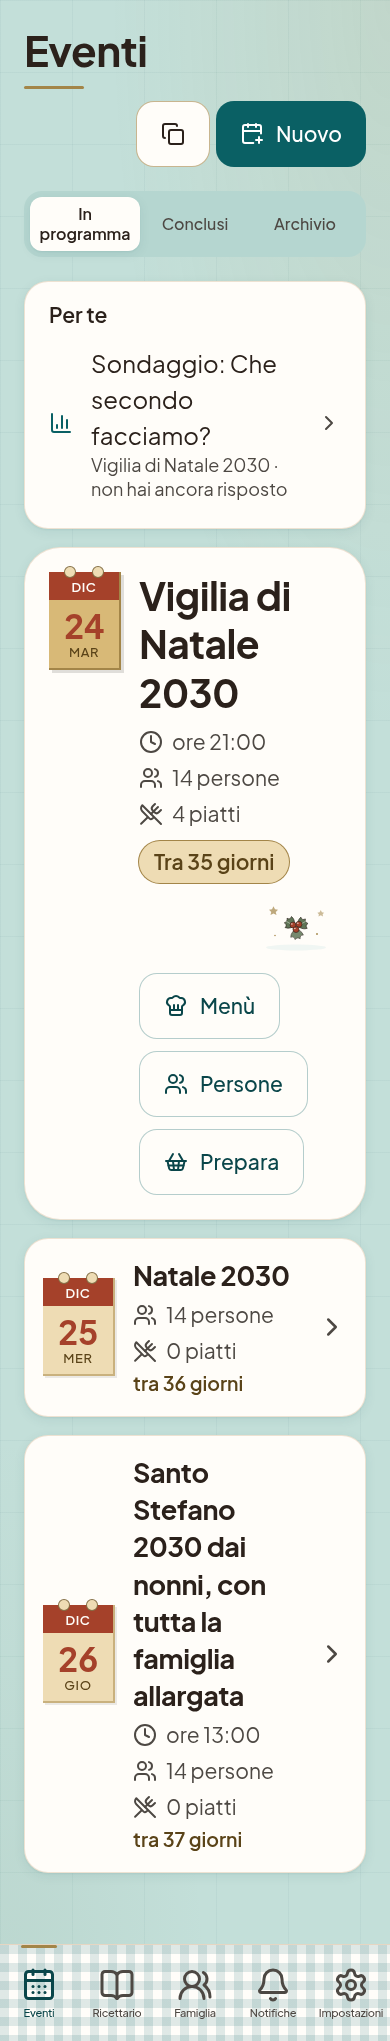 Eventi
Nuovo
In
programma
Conclusi
Archivio
Per te
Sondaggio: Che
secondo
facciamo?
Vigilia di Natale 2030 ·
non hai ancora risposto
DIC
24
MAR
Vigilia di
Natale
2030
ore 21:00
14 persone
4 piatti
Tra 35 giorni
Menù
Persone
Prepara
DIC
25
MER
Natale 2030
14 persone
0 piatti
tra 36 giorni
DIC
26
GIO
Santo
Stefano
2030 dai
nonni, con
tutta la
famiglia
allargata
ore 13:00
14 persone
0 piatti
tra 37 giorni
Eventi
Ricettario
Famiglia
Notifiche
Impostazioni